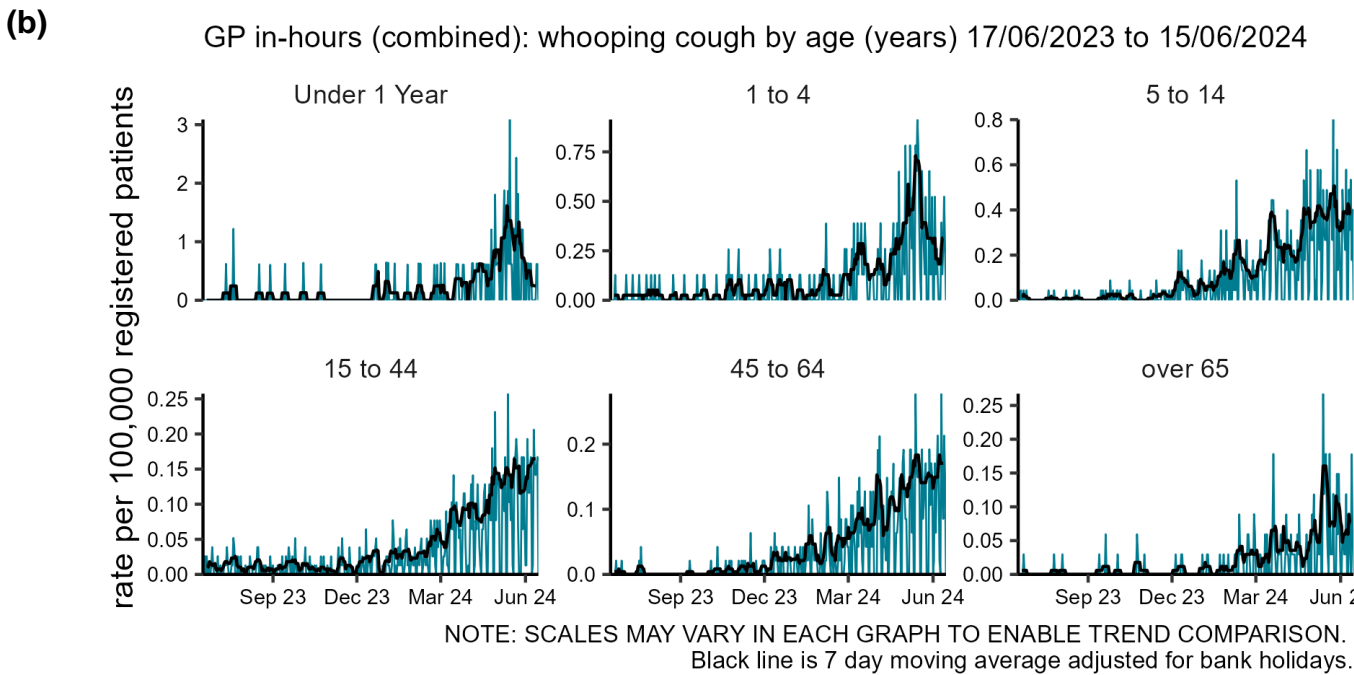 (b)
GP in-hours (combined): whooping cough by age (years) 17/06/2023 to 15/06/2024
rate per 100,000 registered patients
Under 1 Year
3
2
1
0
1 to 4
0.75
0.50
0.25
0.00
5 to 14
0.8
0.6
0.4
0.2
0.0
15 to 44
0.25
0.20
0.15
0.10
0.05
0.00
Sep 23 Dec 23 Mar 24 Jun 24
45 to 64
0.2
0.1
0.0
Sep 23 Dec 23 Mar 24 Jun 24
over 65
0.25
0.20
0.15
0.10
0.05
0.00
Sep 23 Dec 23 Mar 24 Jun 2
NOTE: SCALES MAY VARY IN EACH GRAPH TO ENABLE TREND COMPARISON.
Black line is 7 day moving average adjusted for bank holidays.